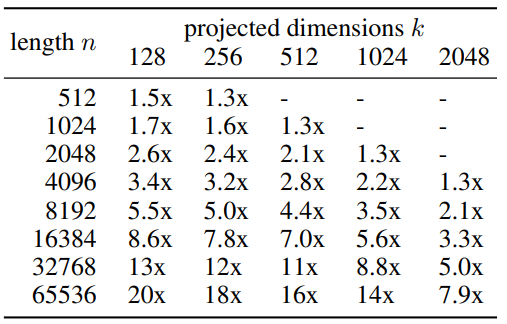 length n projected dimensions k
128 256 512 1024 2048
512 1.5x 1.3x - - -
1024 1.7x 1.6x 1.3x - -
2048 2.6x 2.4x 2.1x 1.3x -
4096 3.4x 3.2x 2.8x 2.2x 1.3x
8192 5.5x 5.0x 4.4x 3.5x 2.1x
16384 8.6x 7.8x 7.0x 5.6x 3.3x
32768 13x 12x 11x 8.8x 5.0x
65536 20x 18x 16x 14x 7.9x